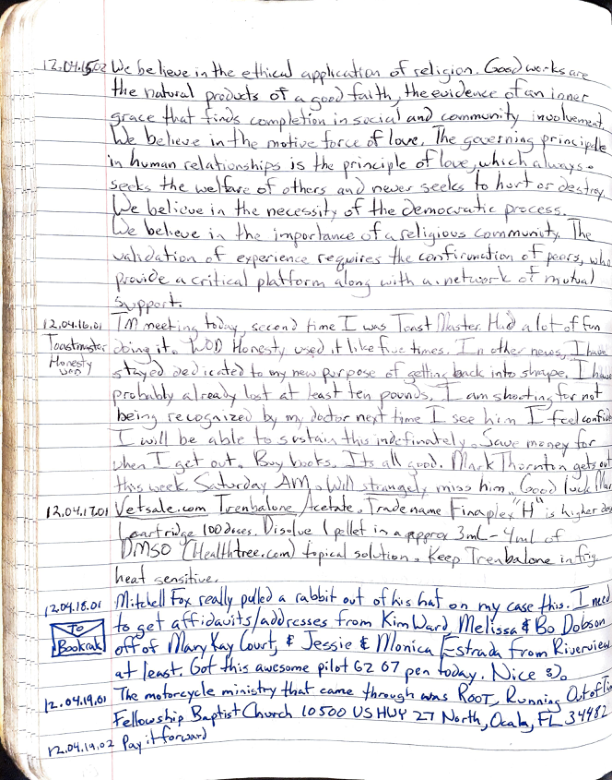 12.04.15.02 We believe in the ethical application of religion. Good works are
the natural products of a good faith, the evidence of an inner
grace that finds completion in social and community involvement.
We believe in the motive force of love. The governing principle
in human relationships is the principle of love, which always
seeks the welfare of others and never seeks to hurt or destroy.
We believe in the necessity of the democratic process.
We believe in the importance of a religious community. The
validation of experience requires the confirmation of peers, who
provide a critical platform along with a network of mutual
support.
12.04.16.01 TM meeting today, second time I was Toast Master. Had a lot of fun
Toastmaster doing it. WOD Honesty used it like five times. In other news, I have
Honesty stayed dedicated to my new purpose of getting back into shape. I have
WOD probably already lost at least ten pounds. I am shooting for not
being recognized by my doctor next time I see him I feel confide
I will be able to sustain this indefinately. Save money for
when I get out. Buy books. Its all good. Mark Thornton gets out
this week. Saturday AM. Will strangely miss him. Good luck Ma
12.04.17.01 Vetsale.com Trenbalone Acetate. Trade name Finaplex "H" is higher do
1 cartridge 100 doses. Disolve 1 pellet in approx 3mL-4mL of
DMSO (Healthtree.com) topical solution. Keep Trenbalone in frig
heat sensitive.
12.04.18.01 Mitchell Fox really pulled a rabbit out of his hat on my case this. I need
TO to get affidavits/addresses from Kim Ward Melissa & Bo Dobson
Bookrak off of Mary Kay Court, & Jessie & Monica Estrada from Riverview
at least. Got this awesome pilot G2 07 pen today. Nice :).
12.04.19.01 The motorcycle ministry that came through was ROOT, Running Out of Ti
Fellowship Baptist Church 10500 US HWY 27 North, Ocala, FL 34482
12.04.19.02 Pay it forward